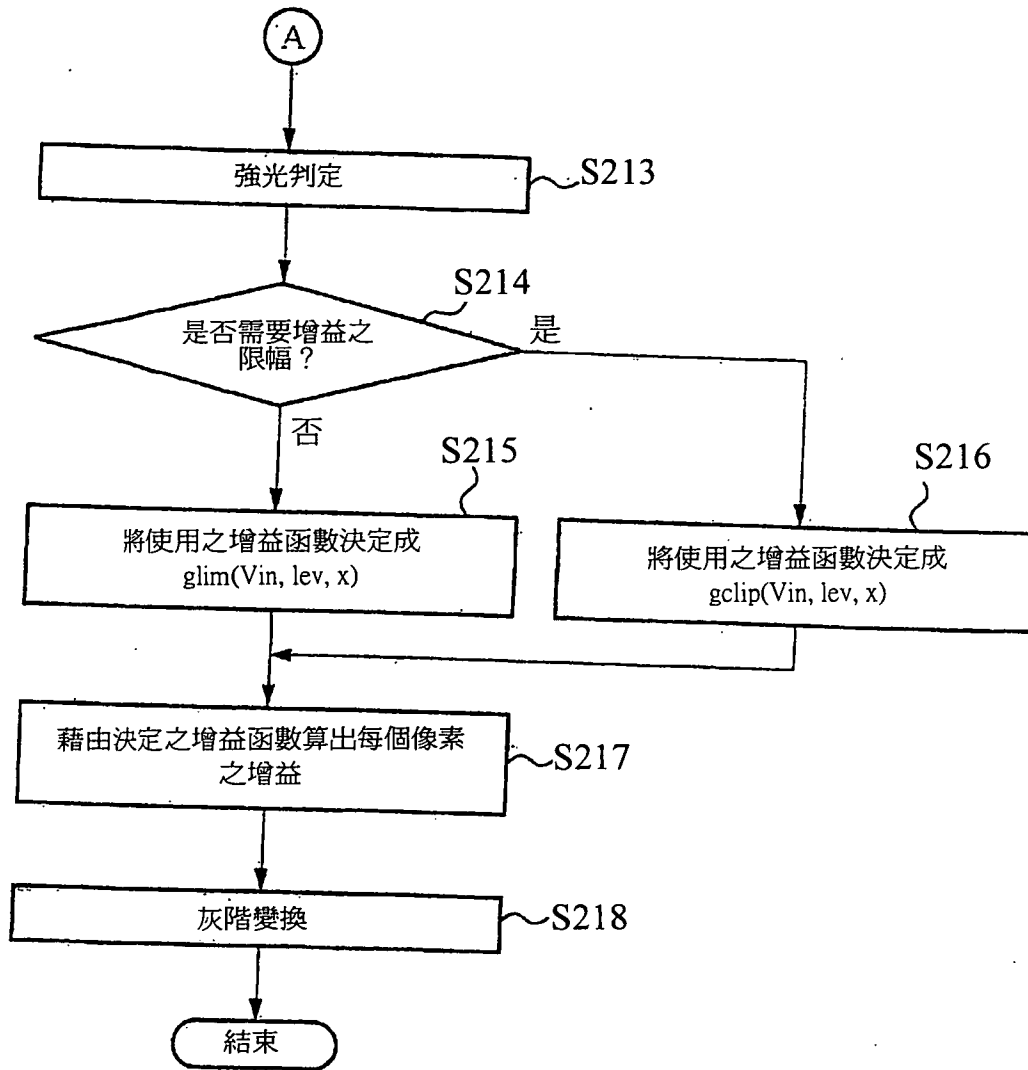 A
強光判定
S213
S214
是否需要增益之
限幅？
是
否
S215
將使用之增益函數決定成
glim(Vin, lev, x)
S216
將使用之增益函數決定成
gclip(Vin, lev, x)
藉由決定之增益函數算出每個像素
之增益
S217
灰階變換
S218
結束